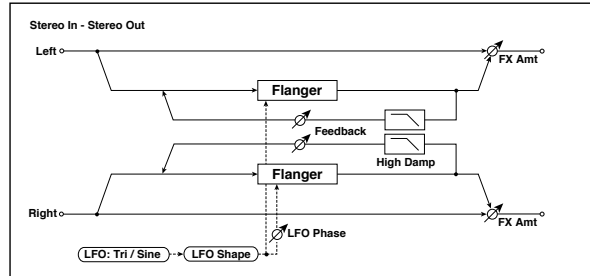 Stereo In - Stereo Out
Left
FX Amt
Flanger
Feedback
High Damp
Flanger
Right
FX Amt
LFO Phase
LFO: Tri / Sine
LFO Shape